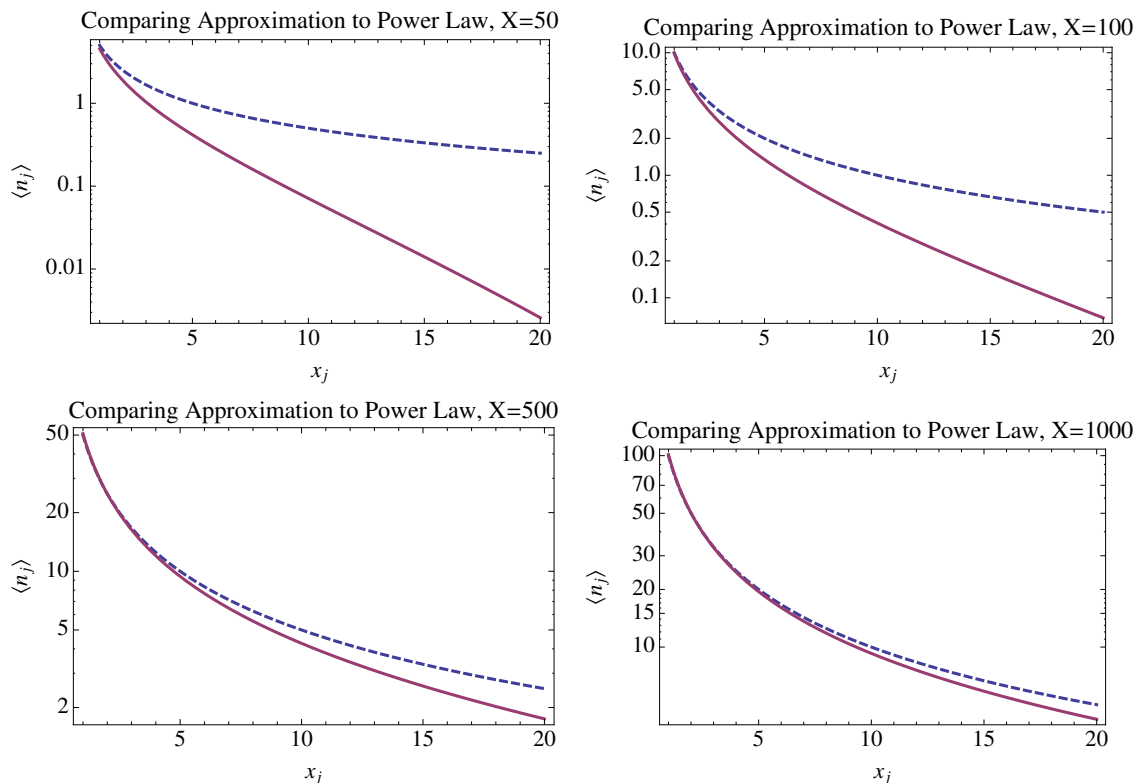 Comparing Approximation to Power Law, X=50
1
0.1
0.01
⟨n_j⟩
5 10 15 20
x_j
Comparing Approximation to Power Law, X=100
10.0
5.0
2.0
1.0
0.5
0.2
0.1
⟨n_j⟩
5 10 15 20
x_j
Comparing Approximation to Power Law, X=500
50
20
10
5
2
⟨n_j⟩
5 10 15 20
x_j
Comparing Approximation to Power Law, X=1000
100
70
50
30
20
15
10
⟨n_j⟩
5 10 15 20
x_j